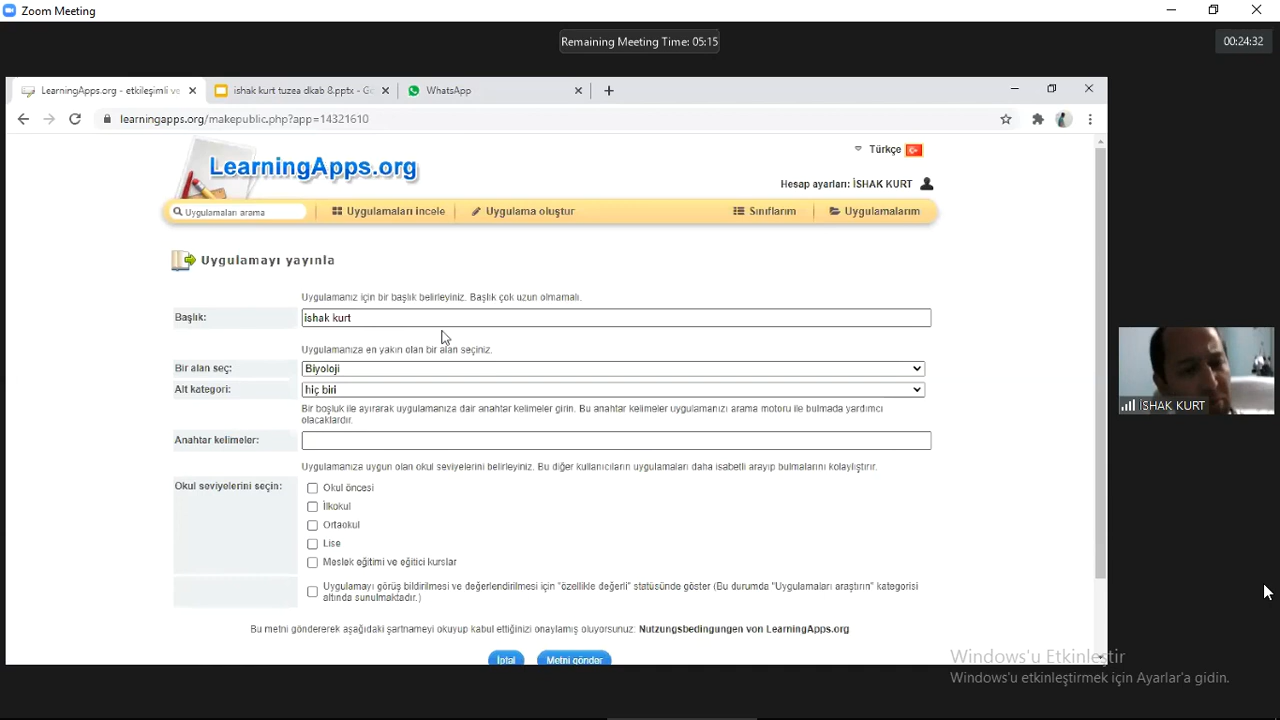 Zoom Meeting
Remaining Meeting Time: 05:15
00:24:32
LearningApps.org - etkileşimli ve
ishak kurt tuzea dkab 8.pptx - Go
WhatsApp
learningapps.org/makepublic.php?app=14321610
LearningApps.org
Türkçe
Hesap ayarları: İSHAK KURT
Uygulamaları arama
Uygulamaları incele
Uygulama oluştur
Sınıflarım
Uygulamalarım
Uygulamayı yayınla
Uygulamanız için bir başlık belirleyiniz. Başlık çok uzun olmamalı.
Başlık:
ishak kurt
Uygulamanıza en yakın olan bir alan seçiniz.
Bir alan seç:
Biyoloji
Alt kategori:
hiç biri
Bir boşluk ile ayırarak uygulamanıza dair anahtar kelimeler girin. Bu anahtar kelimeler uygulamanızı arama motoru ile bulmada yardımcı
olacaklardır.
Anahtar kelimeler:
Uygulamanıza uygun olan okul seviyelerini belirleyiniz. Bu diğer kullanıcıların uygulamaları daha isabetli arayıp bulmalarını kolaylıştırır.
Okul seviyelerini seçin:
Okul öncesi
İlkokul
Ortaokul
Lise
Meslek eğitimi ve eğitici kurslar
Uygulamayı görüş bildirilmesi ve değerlendirilmesi için "özellikle değerli" statüsünde göster (Bu durumda "Uygulamaları araştırın" kategorisi
altında sunulmaktadır.)
Bu metni göndererek aşağıdaki şartnameyi okuyup kabul ettiğinizi onaylamış oluyorsunuz: Nutzungsbedingungen von LearningApps.org
İptal
Metni gönder
İSHAK KURT
Windows'u Etkinleştir
Windows'u etkinleştirmek için Ayarlar'a gidin.